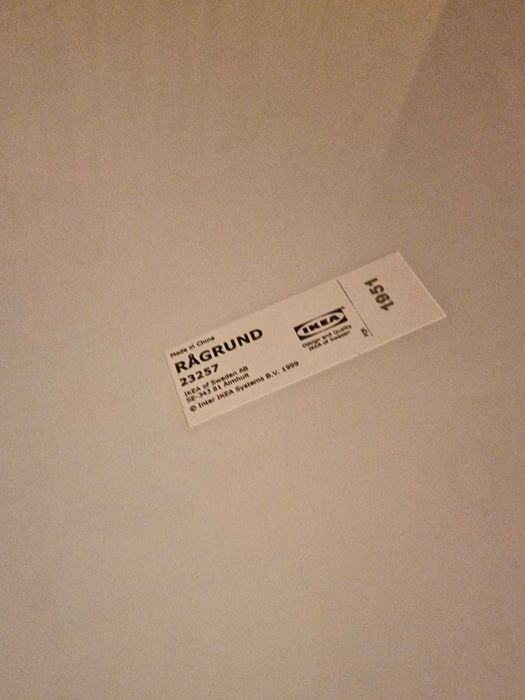 Made in China
RÅGRUND
23257
IKEA of Sweden AB
SE-343 81 Älmhult
© Inter IKEA Systems B.V. 1999
IKEA
Design and Quality
IKEA of Sweden
1951